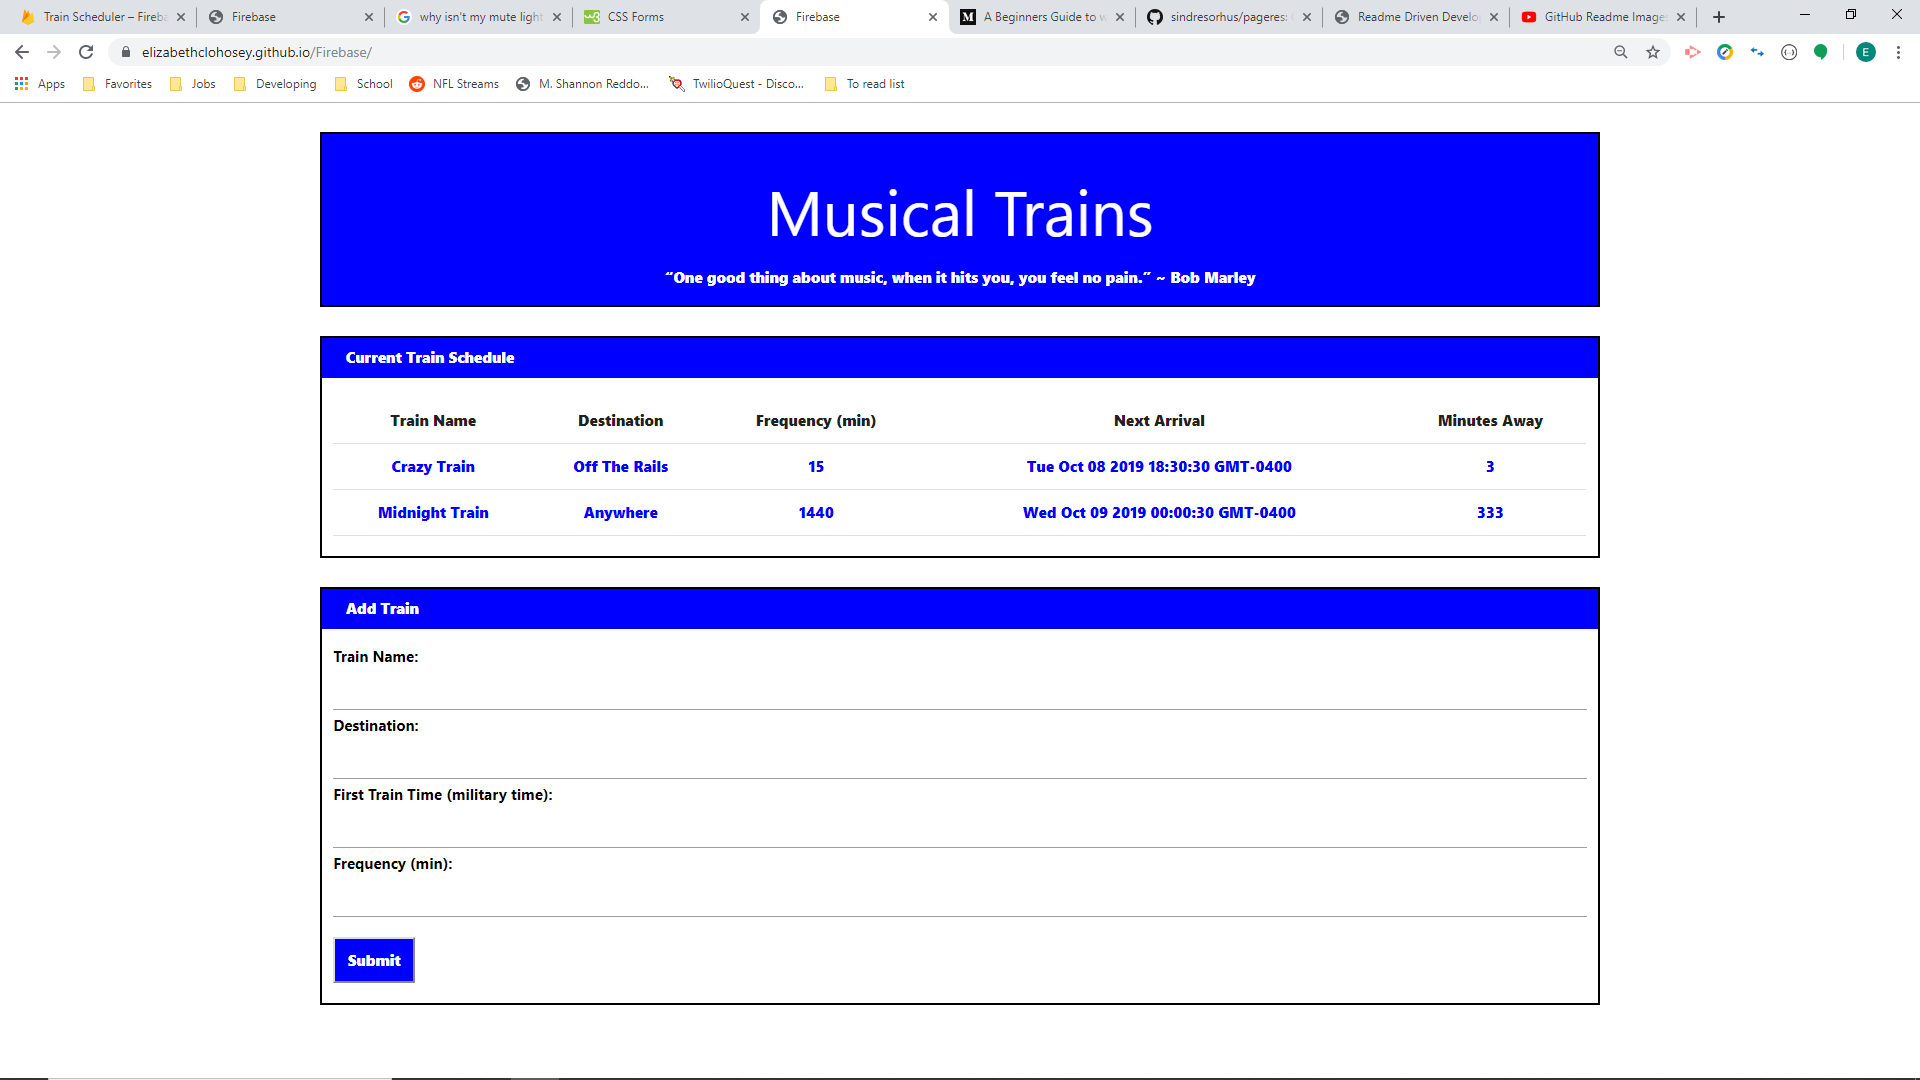 Train Scheduler – Fireba
Firebase
why isn't my mute light
CSS Forms
Firebase
A Beginners Guide to w
sindresorhus/pageres:
Readme Driven Develo
GitHub Readme Image
elizabethclohosey.github.io/Firebase/
E
Apps
Favorites
Jobs
Developing
School
NFL Streams
M. Shannon Reddo...
TwilioQuest - Disco...
To read list
Musical Trains
“One good thing about music, when it hits you, you feel no pain.” ~ Bob Marley
Current Train Schedule
Train Name Destination Frequency (min) Next Arrival Minutes Away
Crazy Train Off The Rails 15 Tue Oct 08 2019 18:30:30 GMT-0400 3
Midnight Train Anywhere 1440 Wed Oct 09 2019 00:00:30 GMT-0400 333
Add Train
Train Name:
Destination:
First Train Time (military time):
Frequency (min):
Submit